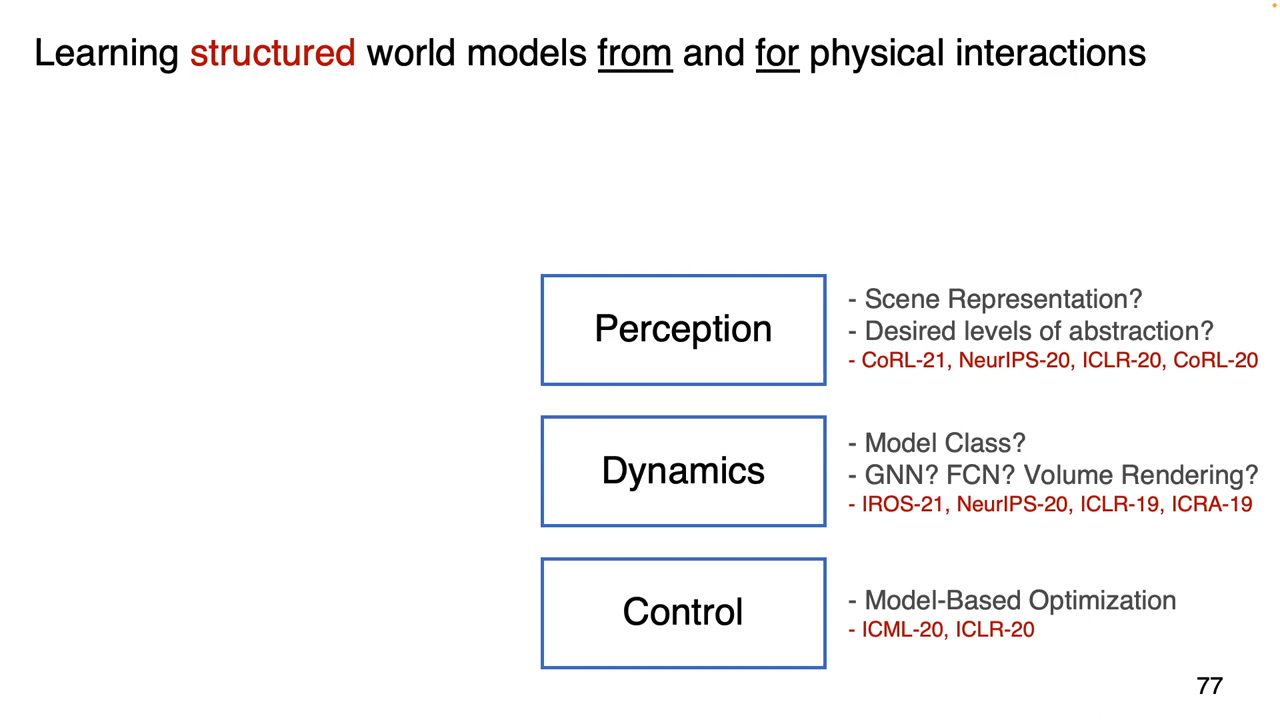 Learning structured world models from and for physical interactions
Perception
- Scene Representation?
- Desired levels of abstraction?
- CoRL-21, NeurIPS-20, ICLR-20, CoRL-20
Dynamics
- Model Class?
- GNN? FCN? Volume Rendering?
- IROS-21, NeurIPS-20, ICLR-19, ICRA-19
Control
- Model-Based Optimization
- ICML-20, ICLR-20
77